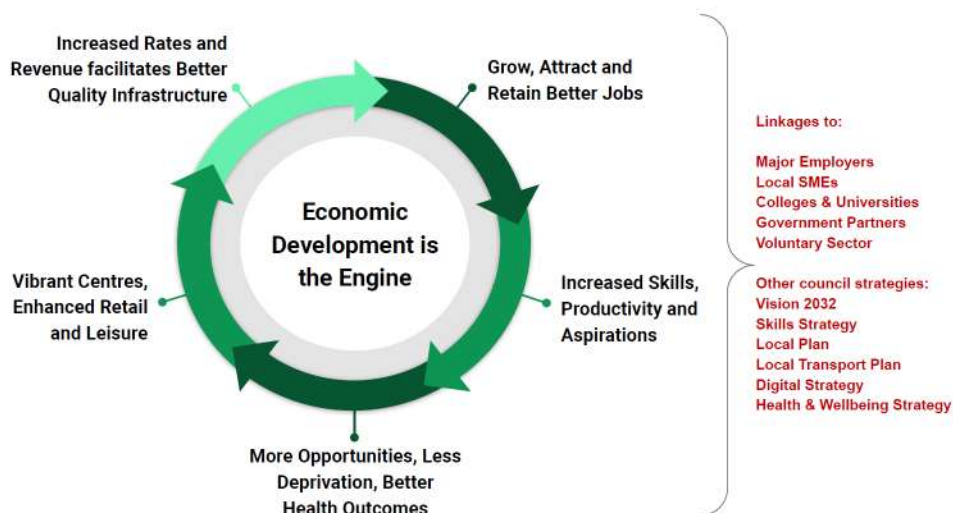 Increased Rates and
Revenue facilitates Better
Quality Infrastructure
Grow, Attract and
Retain Better Jobs
Economic
Development is
the Engine
Vibrant Centres,
Enhanced Retail
and Leisure
Increased Skills,
Productivity and
Aspirations
More Opportunities, Less
Deprivation, Better
Health Outcomes
Linkages to:
Major Employers
Local SMEs
Colleges & Universities
Government Partners
Voluntary Sector
Other council strategies:
Vision 2032
Skills Strategy
Local Plan
Local Transport Plan
Digital Strategy
Health & Wellbeing Strategy